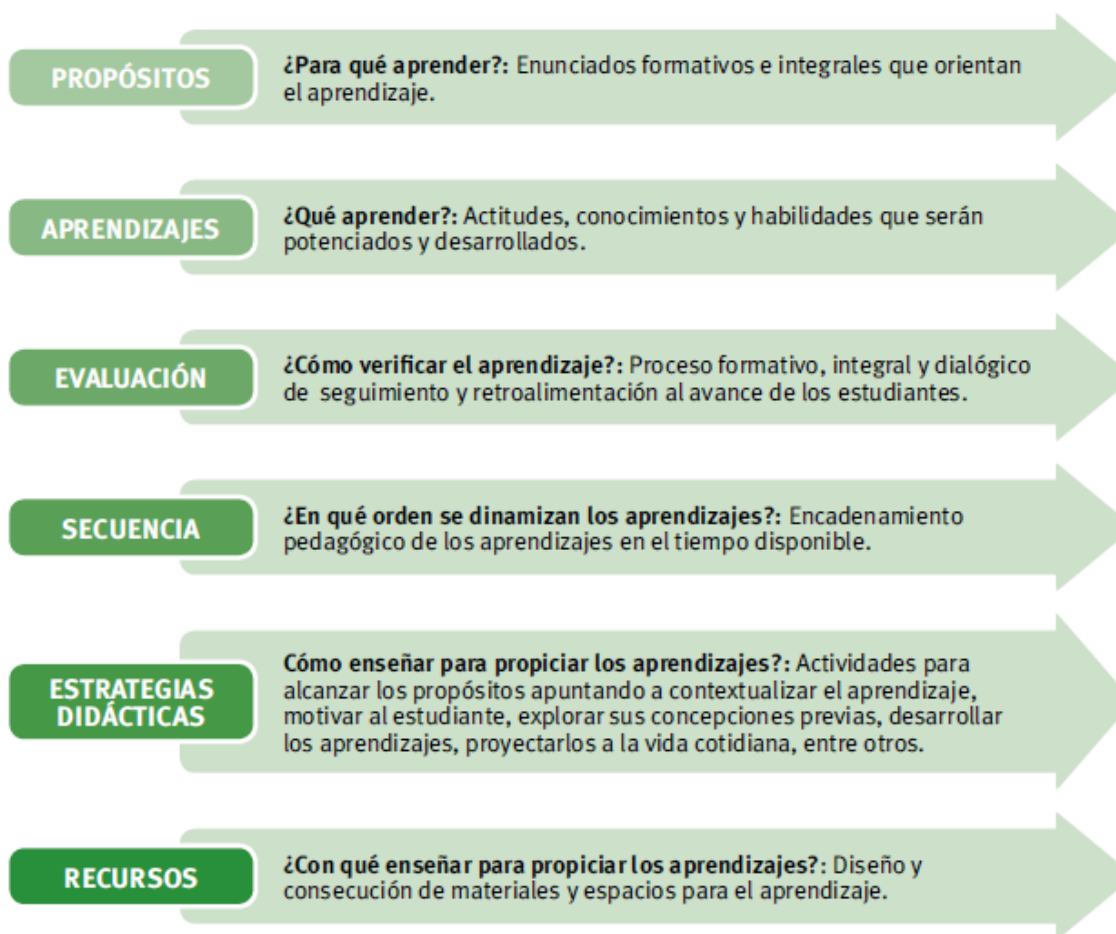 PROPÓSITOS
¿Para qué aprender?: Enunciados formativos e integrales que orientan
el aprendizaje.
APRENDIZAJES
¿Qué aprender?: Actitudes, conocimientos y habilidades que serán
potenciados y desarrollados.
EVALUACIÓN
¿Cómo verificar el aprendizaje?: Proceso formativo, integral y dialógico
de seguimiento y retroalimentación al avance de los estudiantes.
SECUENCIA
¿En qué orden se dinamizan los aprendizajes?: Encadenamiento
pedagógico de los aprendizajes en el tiempo disponible.
ESTRATEGIAS
DIDÁCTICAS
Cómo enseñar para propiciar los aprendizajes?: Actividades para
alcanzar los propósitos apuntando a contextualizar el aprendizaje,
motivar al estudiante, explorar sus concepciones previas, desarrollar
los aprendizajes, proyectarlos a la vida cotidiana, entre otros.
RECURSOS
¿Con qué enseñar para propiciar los aprendizajes?: Diseño y
consecución de materiales y espacios para el aprendizaje.